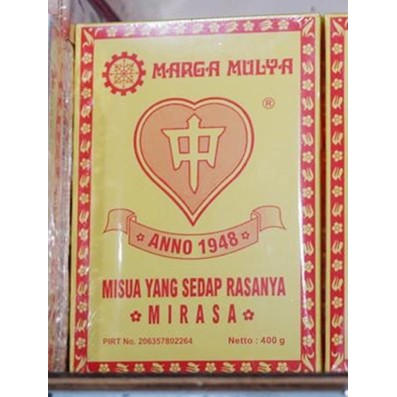 MARGA MULYA
®
中
ANNO 1948
MISUA YANG SEDAP RASANYA
MIRASA
PIRT No. 206357802264 Netto : 400 g